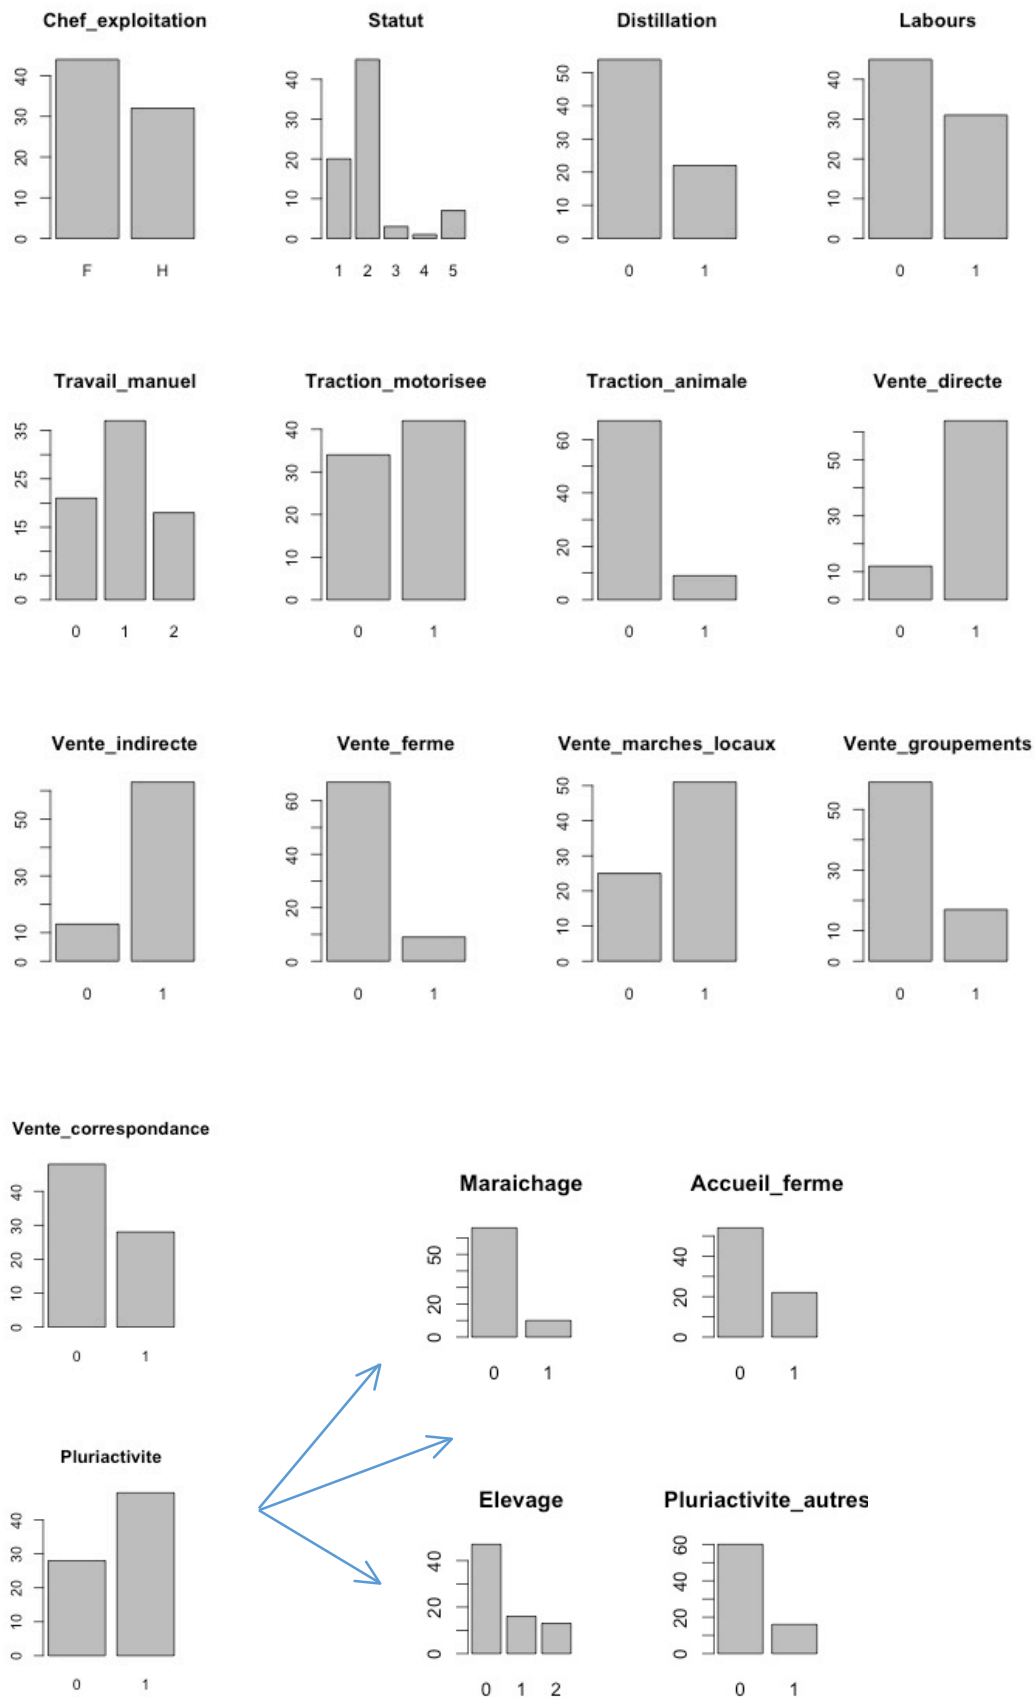 Chef_exploitation
0 10 20 30 40
F H
Statut
0 10 20 30 40
1 2 3 4 5
Distillation
0 10 20 30 40 50
0 1
Labours
0 10 20 30 40
0 1
Travail_manuel
0 5 15 25 35
0 1 2
Traction_motorisee
0 10 20 30 40
0 1
Traction_animale
0 20 40 60
0 1
Vente_directe
0 10 30 50
0 1
Vente_indirecte
0 10 30 50
0 1
Vente_ferme
0 20 40 60
0 1
Vente_marches_locaux
0 10 20 30 40 50
0 1
Vente_groupements
0 10 30 50
0 1
Vente_correspondance
0 10 20 30 40
0 1
Maraichage
0 20 50
0 1
Accueil_ferme
0 20 40
0 1
Pluriactivite
0 10 20 30 40
0 1
Elevage
0 20 40
0 1 2
Pluriactivite_autres
0 20 40 60
0 1